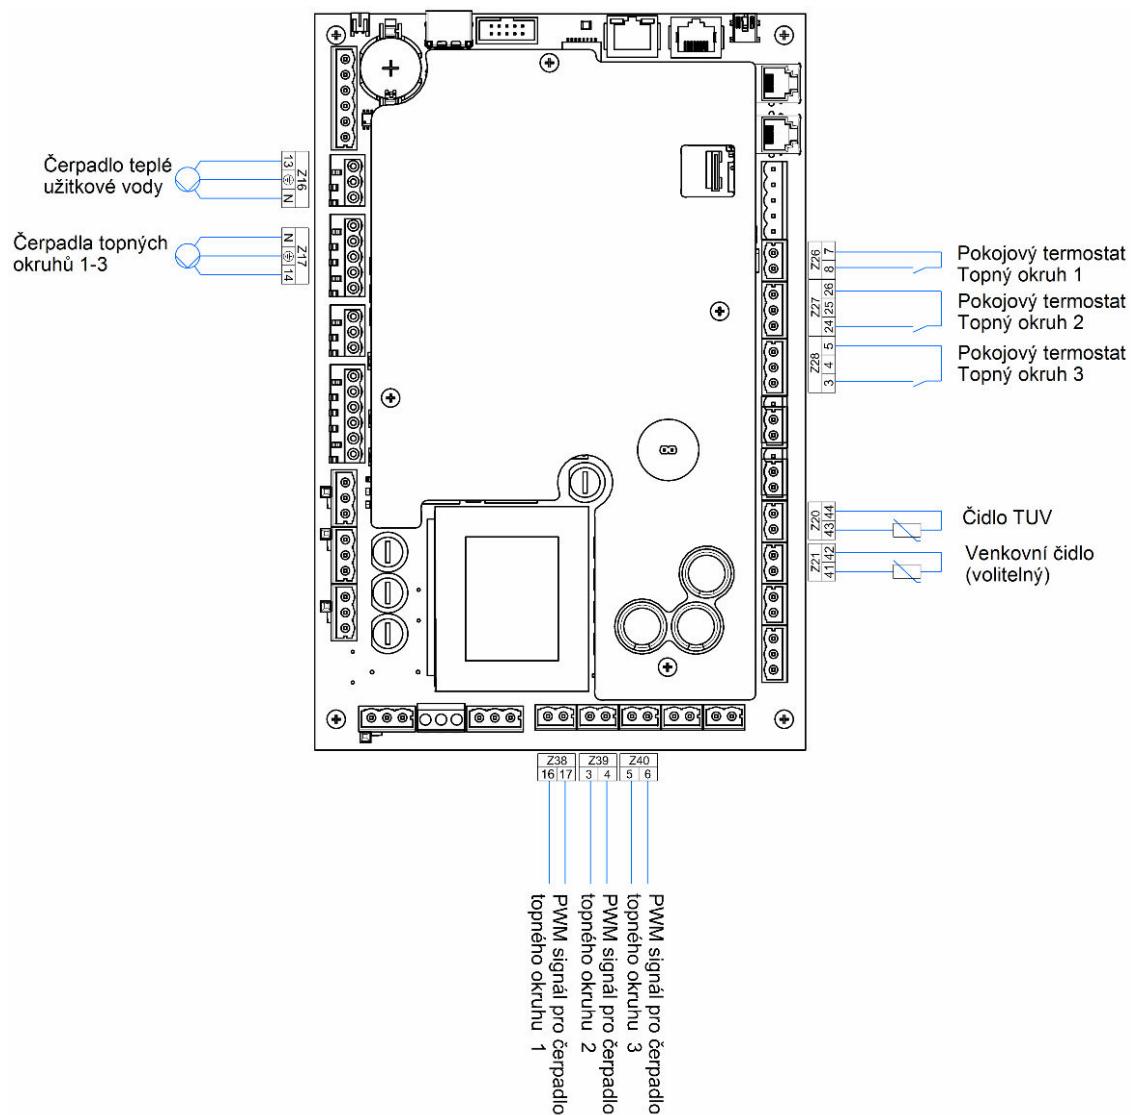 Čerpadlo teplé
užitkové vody
13
N
Z16
Čerpadla topných
okruhů 1-3
N
14
Z17
Z26
7
8
Pokojový termostat
Topný okruh 1
Z27
26
25
24
Pokojový termostat
Topný okruh 2
Z28
5
4
3
Pokojový termostat
Topný okruh 3
Z20
44
43
Čidlo TUV
Z21
42
41
Venkovní čidlo
(volitelný)
Z38
16 17
Z39
3 4
Z40
5 6
PWM signál pro čerpadlo
topného okruhu 1
PWM signál pro čerpadlo
topného okruhu 2
PWM signál pro čerpadlo
topného okruhu 3